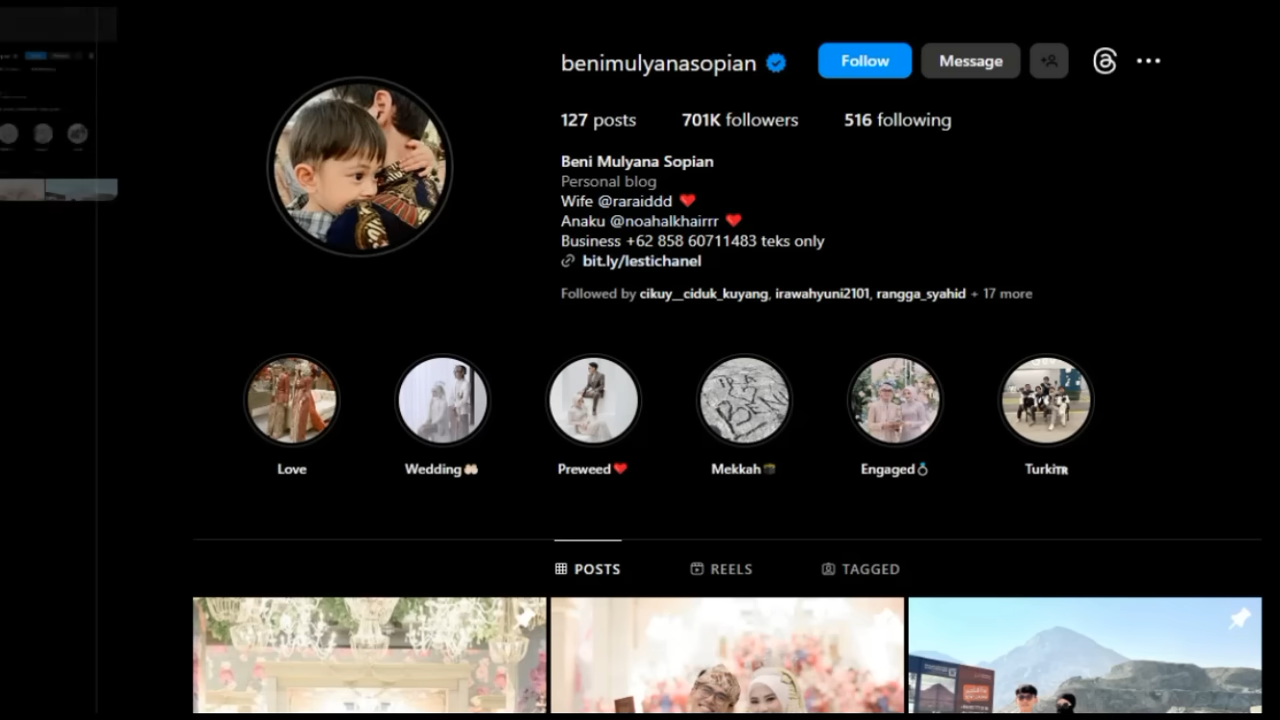 benimulyanasopian
Follow
Message
127 posts
701K followers
516 following
Beni Mulyana Sopian
Personal blog
Wife @raraiddd ❤️
Anaku @noahalkhairrr ❤️
Business +62 858 60711483 teks only
bit.ly/lestichanel
Followed by cikuy__ciduk_kuyang, irawahyuni2101, rangga_syahid + 17 more
Love
Wedding🤲🏻
Preweed❤️
Mekkah🕋
Engaged💍
Turki🇹🇷
IRA
BENI
POSTS
REELS
TAGGED